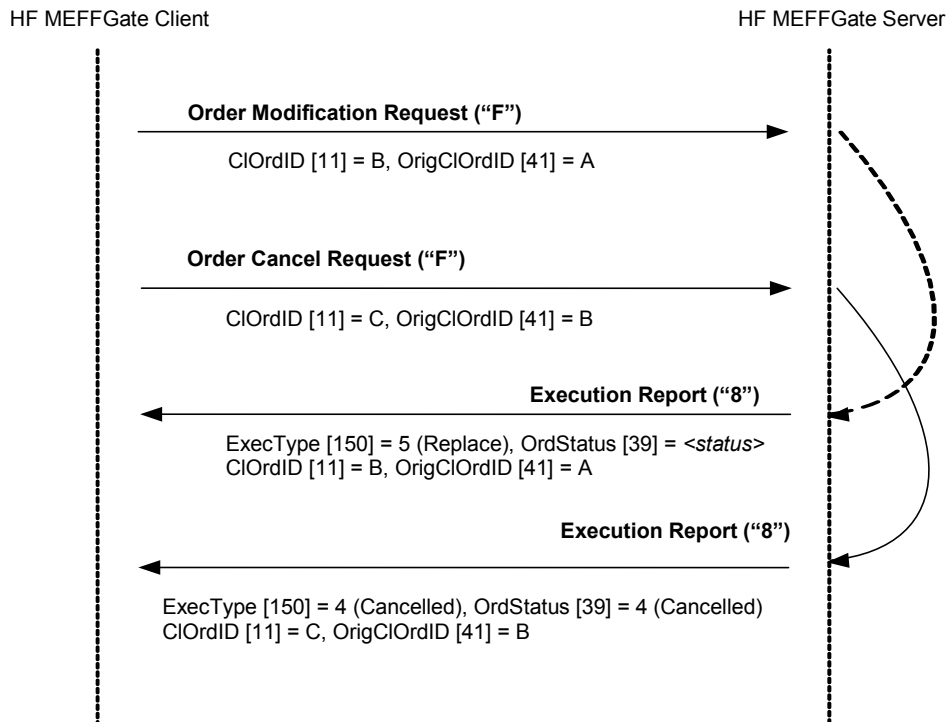 HF MEFFGate Client
HF MEFFGate Server
Order Modification Request (“F”)
ClOrdID [11] = B, OrigClOrdID [41] = A
Order Cancel Request (“F”)
ClOrdID [11] = C, OrigClOrdID [41] = B
Execution Report (“8”)
ExecType [150] = 5 (Replace), OrdStatus [39] = <status>
ClOrdID [11] = B, OrigClOrdID [41] = A
Execution Report (“8”)
ExecType [150] = 4 (Cancelled), OrdStatus [39] = 4 (Cancelled)
ClOrdID [11] = C, OrigClOrdID [41] = B